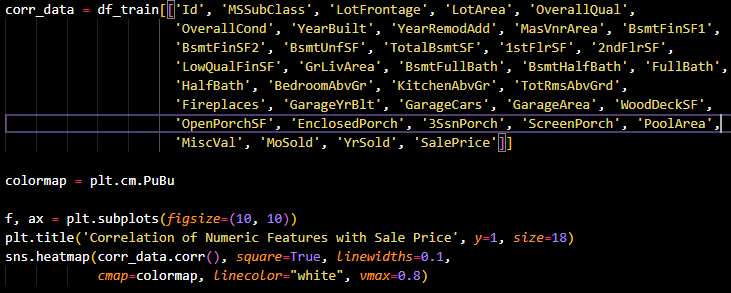 corr_data = df_train[['Id', 'MSSubClass', 'LotFrontage', 'LotArea', 'OverallQual',
'OverallCond', 'YearBuilt', 'YearRemodAdd', 'MasVnrArea', 'BsmtFinSF1',
'BsmtFinSF2', 'BsmtUnfSF', 'TotalBsmtSF', '1stFlrSF', '2ndFlrSF',
'LowQualFinSF', 'GrLivArea', 'BsmtFullBath', 'BsmtHalfBath', 'FullBath',
'HalfBath', 'BedroomAbvGr', 'KitchenAbvGr', 'TotRmsAbvGrd',
'Fireplaces', 'GarageYrBlt', 'GarageCars', 'GarageArea', 'WoodDeckSF',
'OpenPorchSF', 'EnclosedPorch', '3SsnPorch', 'ScreenPorch', 'PoolArea',
'MiscVal', 'MoSold', 'YrSold', 'SalePrice']]
colormap = plt.cm.PuBu
f, ax = plt.subplots(figsize=(10, 10))
plt.title('Correlation of Numeric Features with Sale Price', y=1, size=18)
sns.heatmap(corr_data.corr(), square=True, linewidths=0.1,
cmap=colormap, linecolor="white", vmax=0.8)